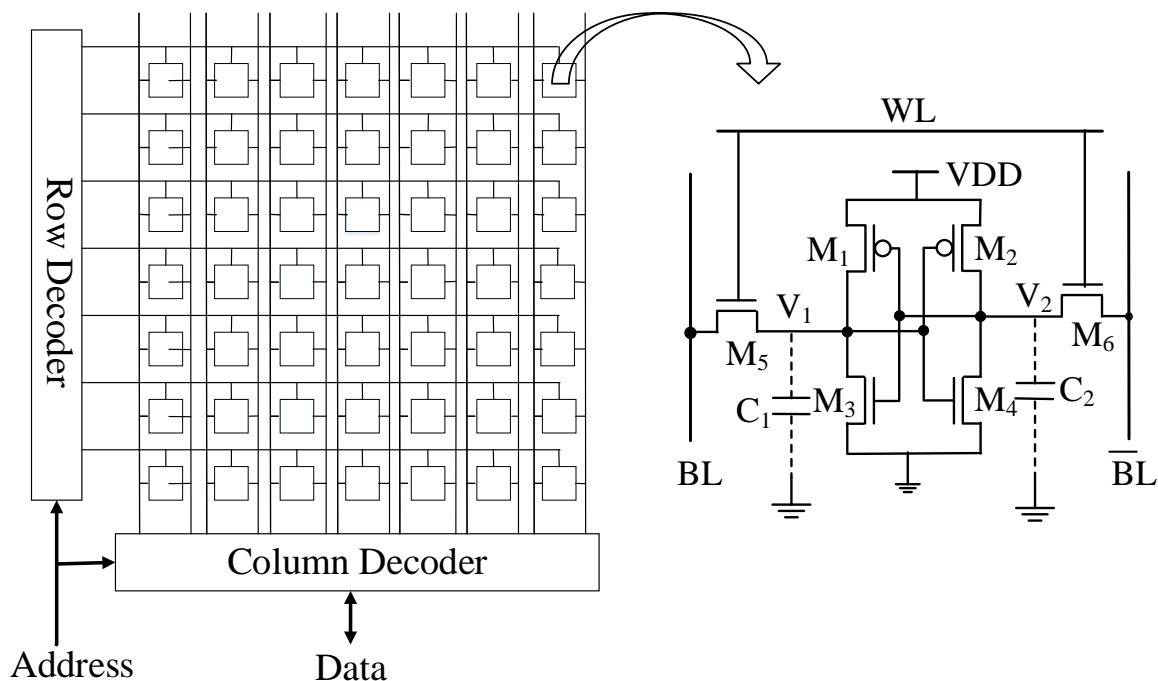 Row Decoder
Column Decoder
Address
Data
WL
VDD
M₁
M₂
V₁
V₂
M₅
M₆
C₁
M₃
M₄
C₂
BL
B̅L̅